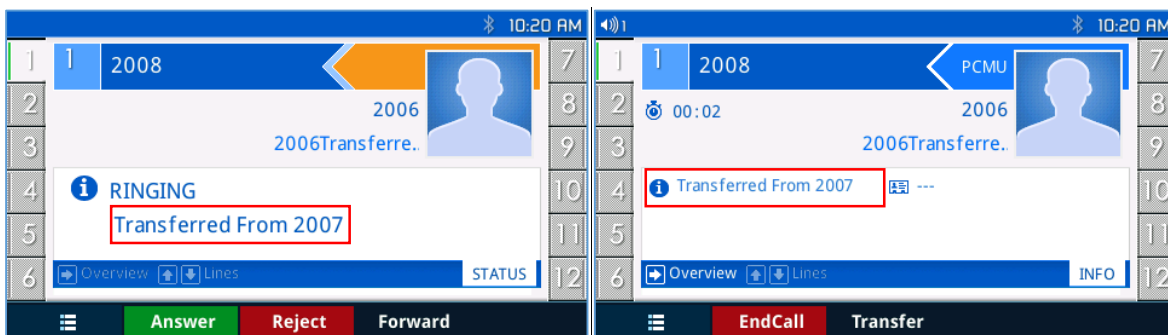 10:20 AM
1
1
2008
7
2
2006
8
3
2006Transferre..
9
4
RINGING
10
Transferred From 2007
5
11
6
Overview
Lines
STATUS
12
Answer
Reject
Forward
1
10:20 AM
1
1
2008
PCMU
7
2
00:02
2006
8
3
2006Transferre..
9
4
Transferred From 2007
---
10
5
11
6
Overview
Lines
INFO
12
EndCall
Transfer